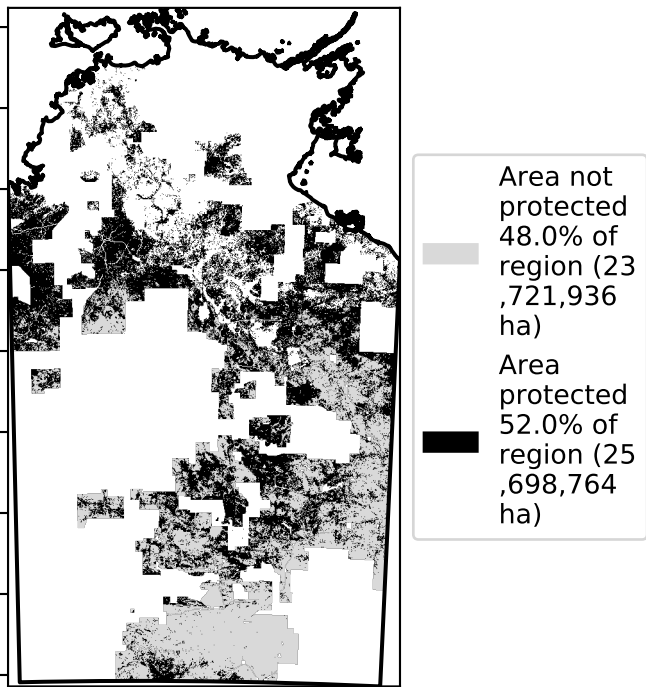 Area not
protected
48.0% of
region (23
,721,936
ha)
Area
protected
52.0% of
region (25
,698,764
ha)